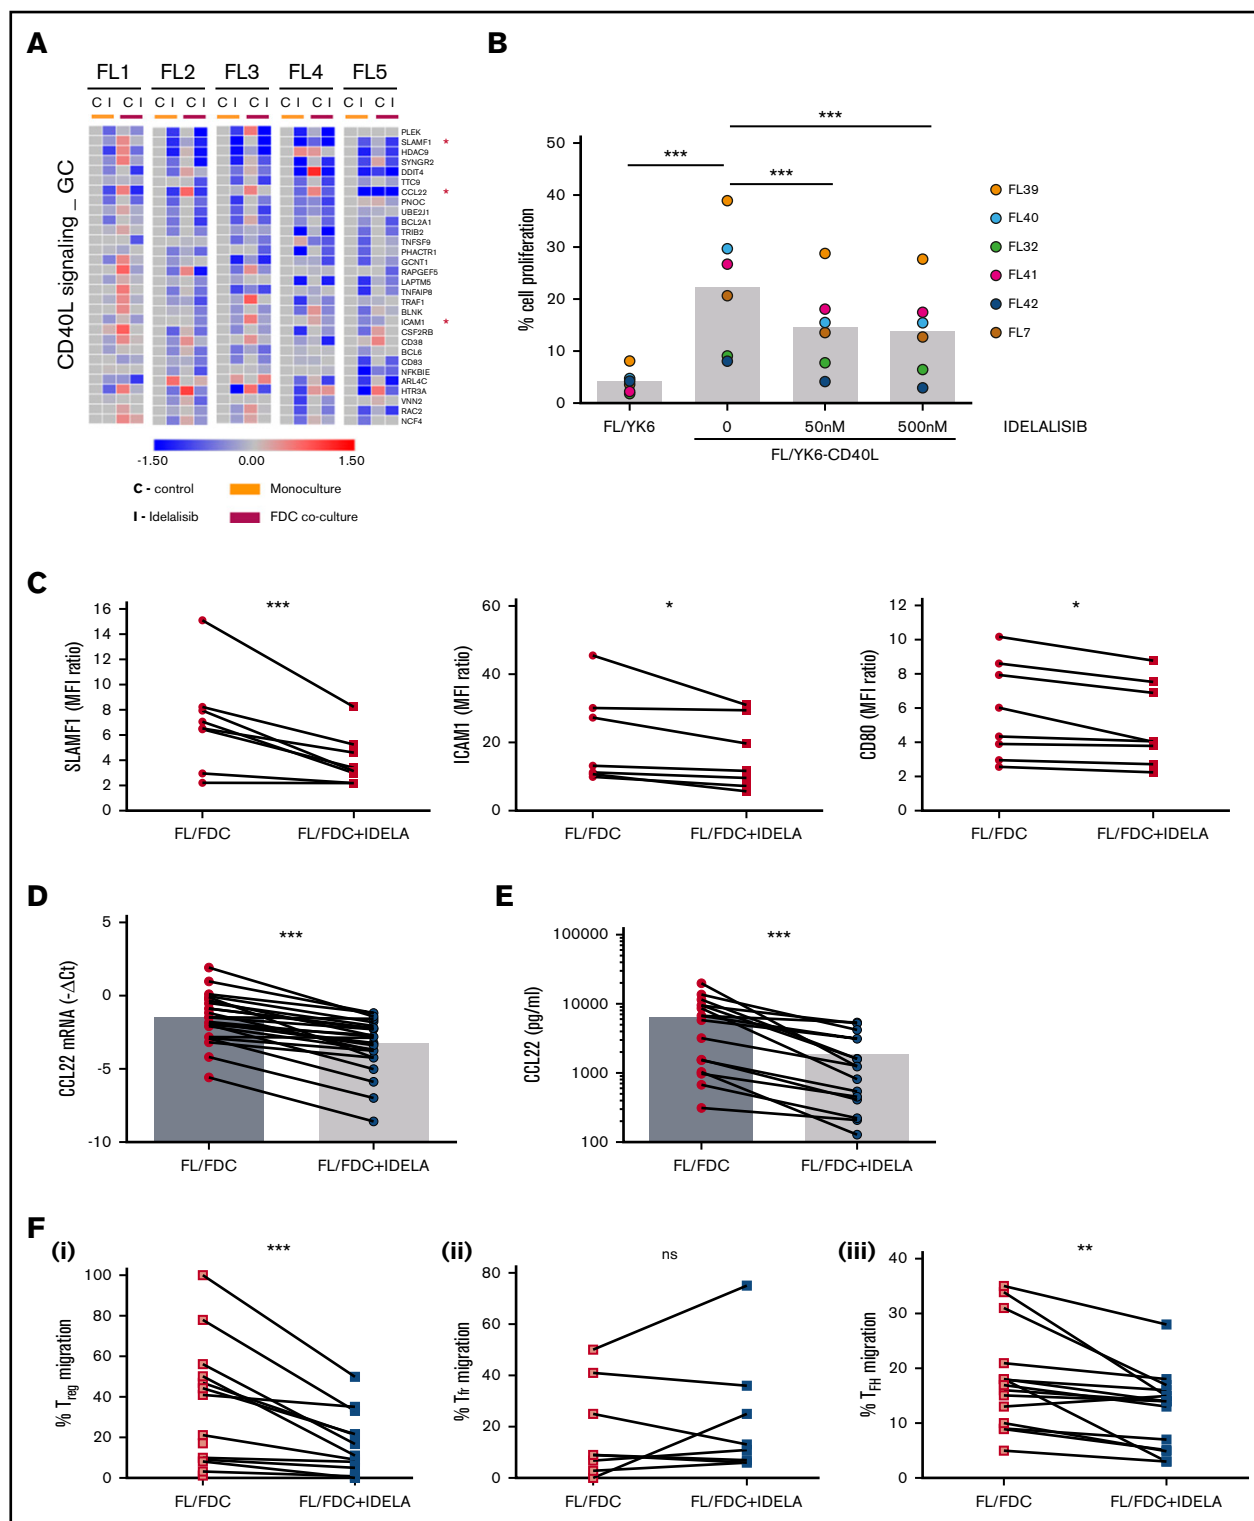 A
FL1 FL2 FL3 FL4 FL5
C I C I C I C I C I C I C I C I C I C I
CD40L signaling _ GC
PLEK
SLAMF1 *
HDAC9
SYNGR2
DDIT4
TTC9
CCL22 *
PNOC
UBE2J1
BCL2A1
TRIB2
TNFSF9
PHACTR1
GCNT1
RAPGEF5
LAPTM5
TNFAIP8
TRAF1
BLNK
ICAM1 *
CSF2RB
CD38
BCL6
CD83
NFKBIE
ARL4C
HTR3A
VNN2
RAC2
NCF4
-1.50 0.00 1.50
C - control Monoculture
I - Idelalisib FDC co-culture
B
% cell proliferation
50
40
30
20
10
0
***
***
***
FL/YK6 0 50nM 500nM IDELALISIB
FL/YK6-CD40L
FL39
FL40
FL32
FL41
FL42
FL7
C
SLAMF1 (MFI ratio)
16
14
12
10
8
6
4
2
0
***
FL/FDC FL/FDC+IDELA
ICAM1 (MFI ratio)
60
40
20
0
*
FL/FDC FL/FDC+IDELA
CD80 (MFI ratio)
12
10
8
6
4
2
0
*
FL/FDC FL/FDC+IDELA
D
CCL22 mRNA (-ΔCt)
5
0
-5
-10
***
FL/FDC FL/FDC+IDELA
E
CCL22 (pg/ml)
100000
10000
1000
100
***
FL/FDC FL/FDC+IDELA
F
(i)
% Treg migration
100
80
60
40
20
0
***
FL/FDC FL/FDC+IDELA
(ii)
% Tfr migration
80
60
40
20
0
ns
FL/FDC FL/FDC+IDELA
(iii)
% TFH migration
40
30
20
10
0
**
FL/FDC FL/FDC+IDELA